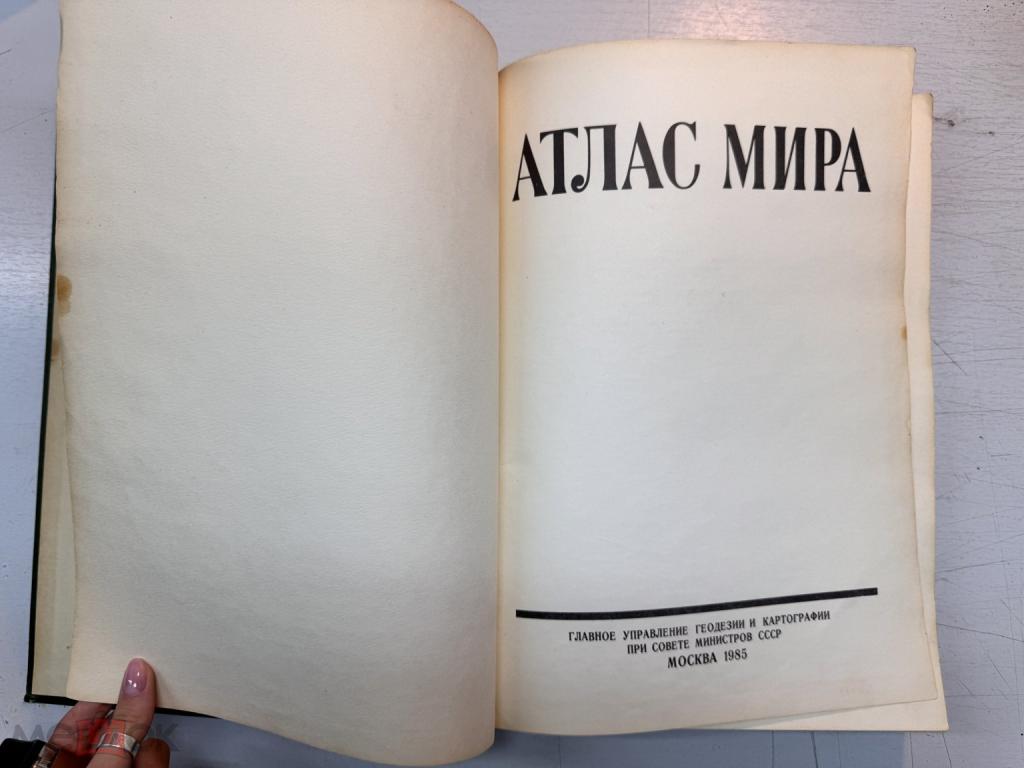 АТЛАС МИРА
ГЛАВНОЕ УПРАВЛЕНИЕ ГЕОДЕЗИИ И КАРТОГРАФИИ
ПРИ СОВЕТЕ МИНИСТРОВ СССР
МОСКВА 1985